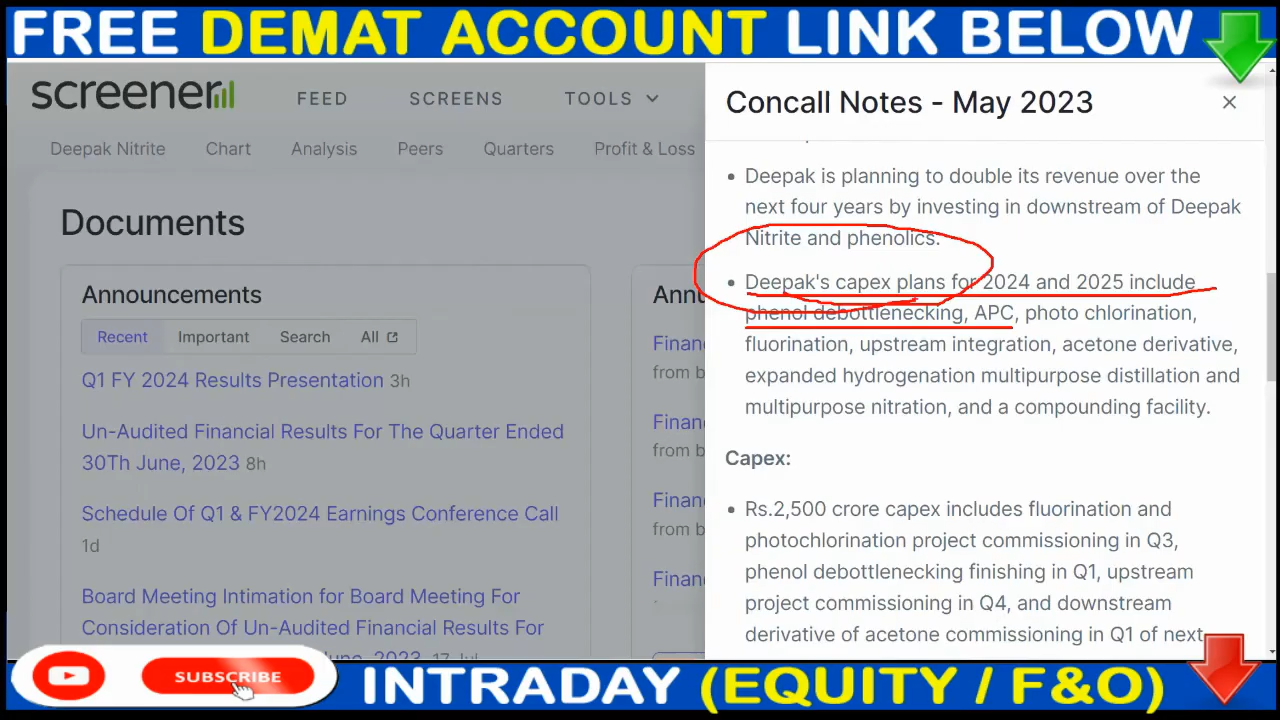 FREE DEMAT ACCOUNT LINK BELOW
screener
FEED
SCREENS
TOOLS
Deepak Nitrite
Chart
Analysis
Peers
Quarters
Profit & Loss
Documents
Announcements
Recent
Important
Search
All
Q1 FY 2024 Results Presentation 3h
Un-Audited Financial Results For The Quarter Ended
30Th June, 2023 8h
Schedule Of Q1 & FY2024 Earnings Conference Call
1d
Board Meeting Intimation for Board Meeting For
Consideration Of Un-Audited Financial Results For
Annu
Financ
from b
Financ
from b
Financ
from b
Financ
Concall Notes - May 2023
• Deepak is planning to double its revenue over the
next four years by investing in downstream of Deepak
Nitrite and phenolics.
• Deepak's capex plans for 2024 and 2025 include
phenol debottlenecking, APC, photo chlorination,
fluorination, upstream integration, acetone derivative,
expanded hydrogenation multipurpose distillation and
multipurpose nitration, and a compounding facility.
Capex:
• Rs.2,500 crore capex includes fluorination and
photochlorination project commissioning in Q3,
phenol debottlenecking finishing in Q1, upstream
project commissioning in Q4, and downstream
derivative of acetone commissioning in Q1 of next
SUBSCRIBE
INTRADAY (EQUITY / F&O)